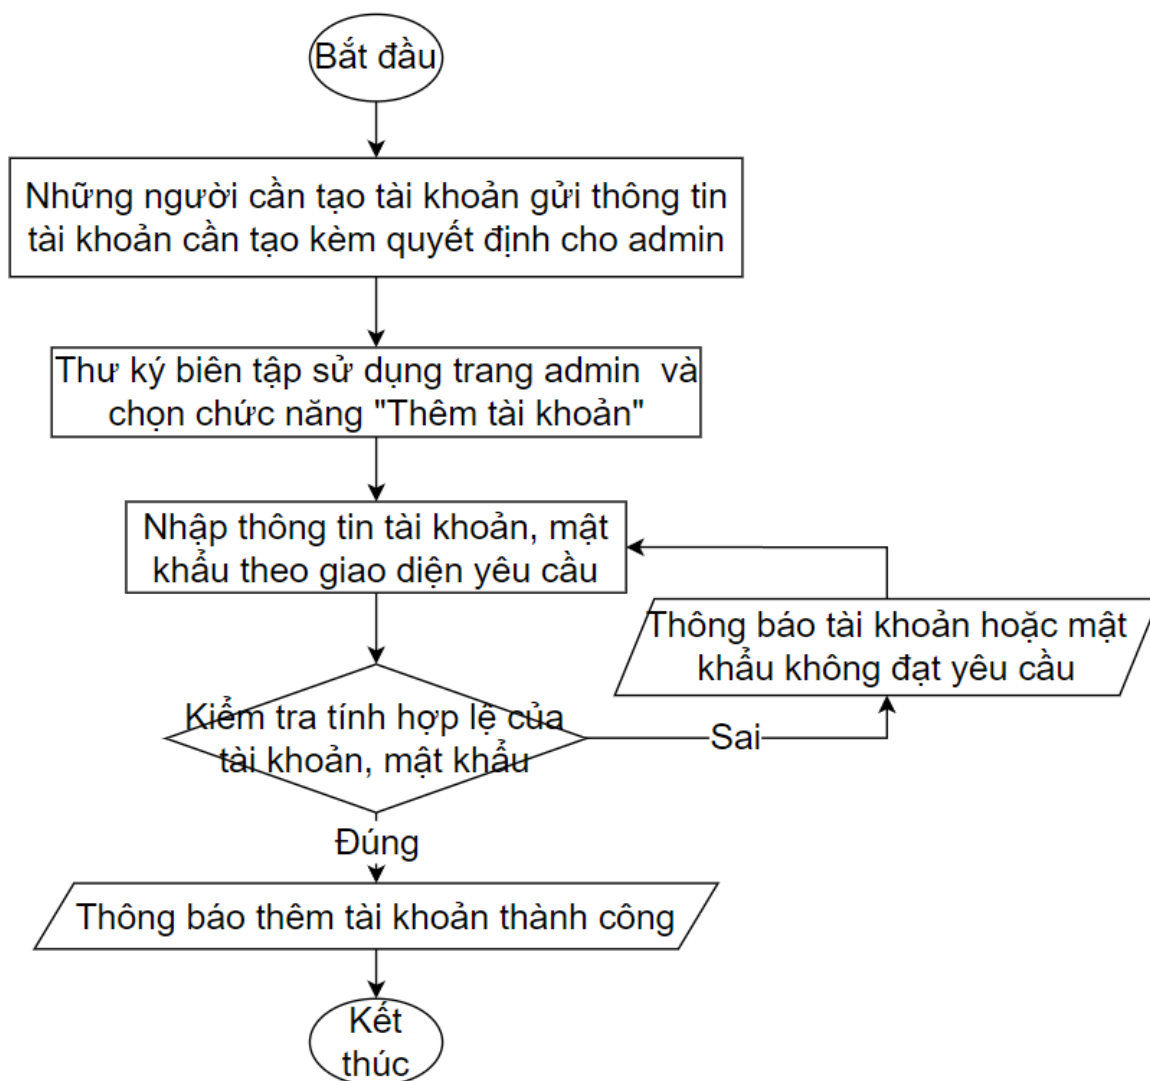 Bắt đầu
Những người cần tạo tài khoản gửi thông tin
tài khoản cần tạo kèm quyết định cho admin
Thư ký biên tập sử dụng trang admin và
chọn chức năng "Thêm tài khoản"
Nhập thông tin tài khoản, mật
khẩu theo giao diện yêu cầu
Thông báo tài khoản hoặc mật
khẩu không đạt yêu cầu
Kiểm tra tính hợp lệ của
tài khoản, mật khẩu
Sai
Đúng
Thông báo thêm tài khoản thành công
Kết
thúc